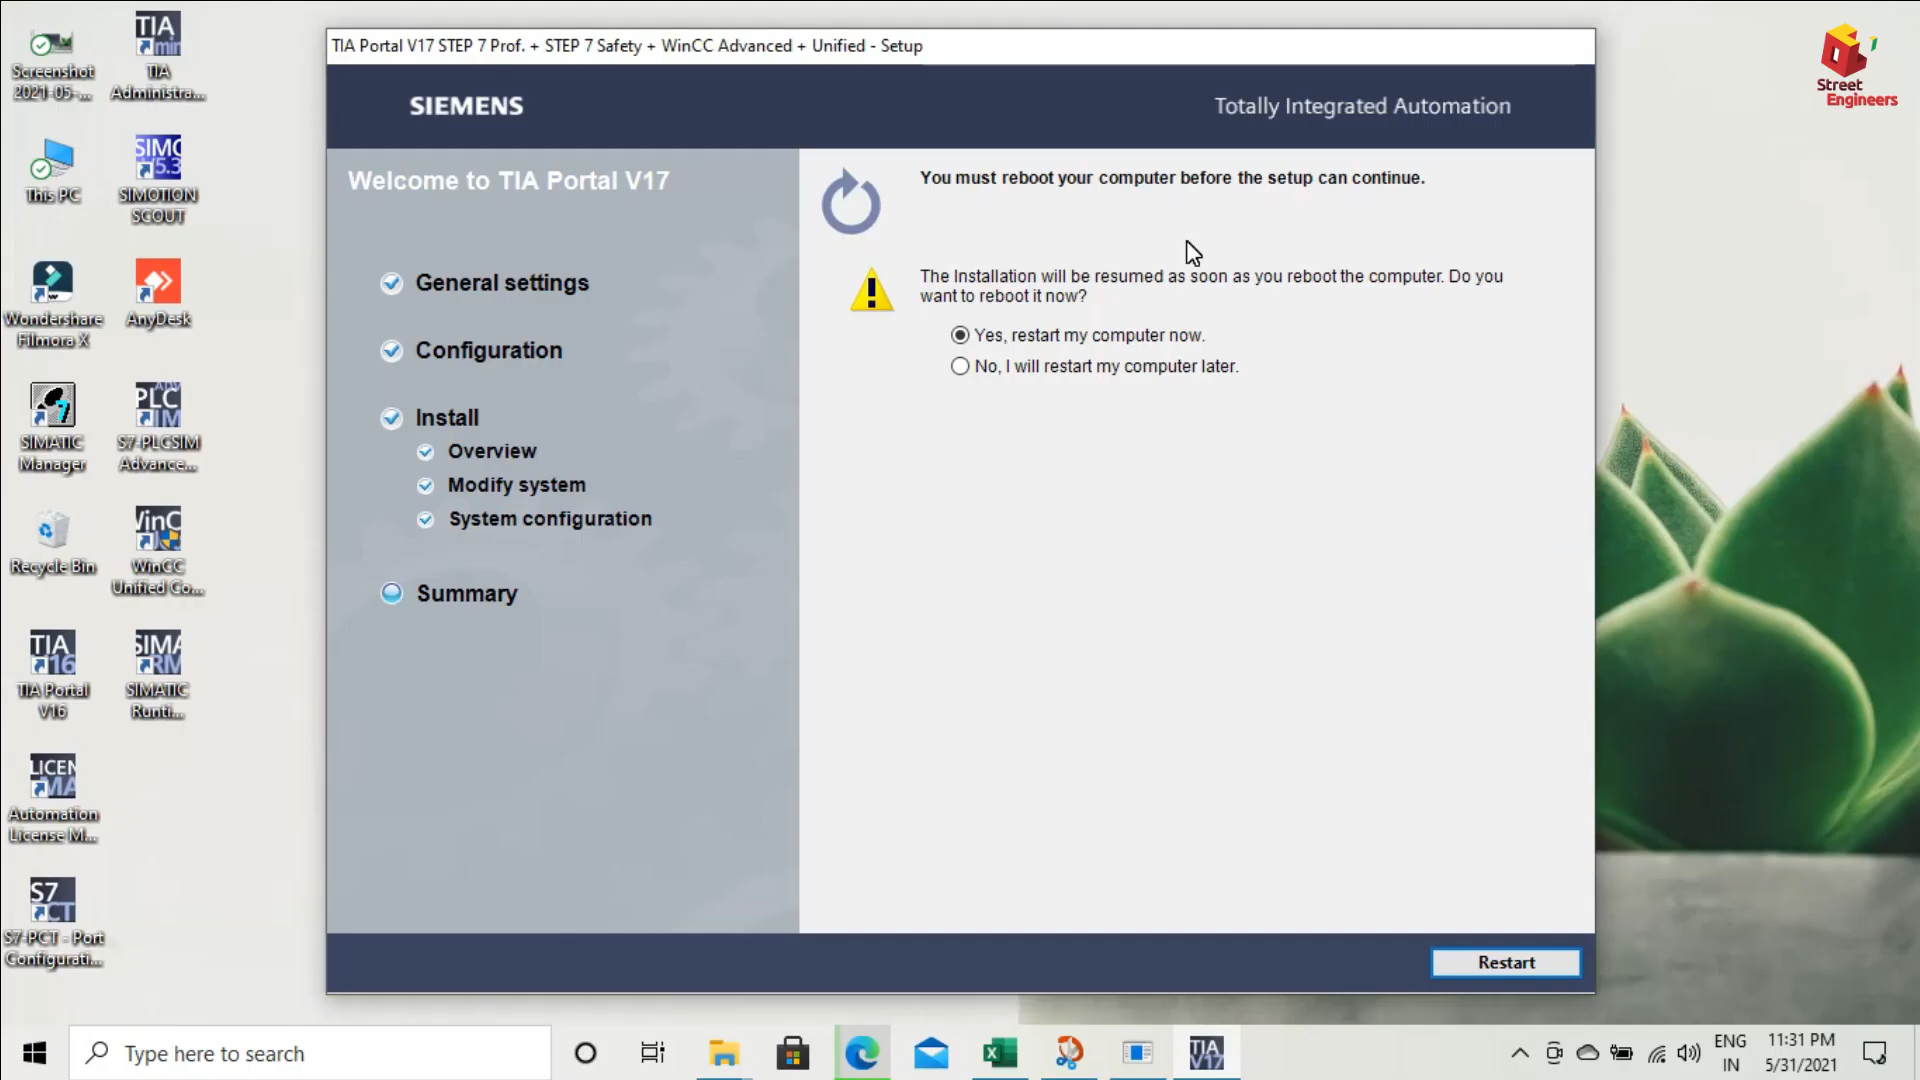 TIA Portal V17 STEP 7 Prof. + STEP 7 Safety + WinCC Advanced + Unified - Setup
SIEMENS
Totally Integrated Automation
Welcome to TIA Portal V17
General settings
Configuration
Install
Overview
Modify system
System configuration
Summary
You must reboot your computer before the setup can continue.
The Installation will be resumed as soon as you reboot the computer. Do you
want to reboot it now?
Yes, restart my computer now.
No, I will restart my computer later.
Restart
Screenshot
2021-05-...
TIA
Administra...
This PC
SIMOTION
SCOUT
Wondershare
Filmora X
AnyDesk
SIMATIC
Manager
S7-PLCSIM
Advance...
Recycle Bin
WinCC
Unified Co...
TIA Portal
V16
SIMATIC
Runti...
Automation
License M...
S7-PCT - Port
Configurati...
Street
Engineers
Type here to search
TIA
V17
ENG
IN
11:31 PM
5/31/2021